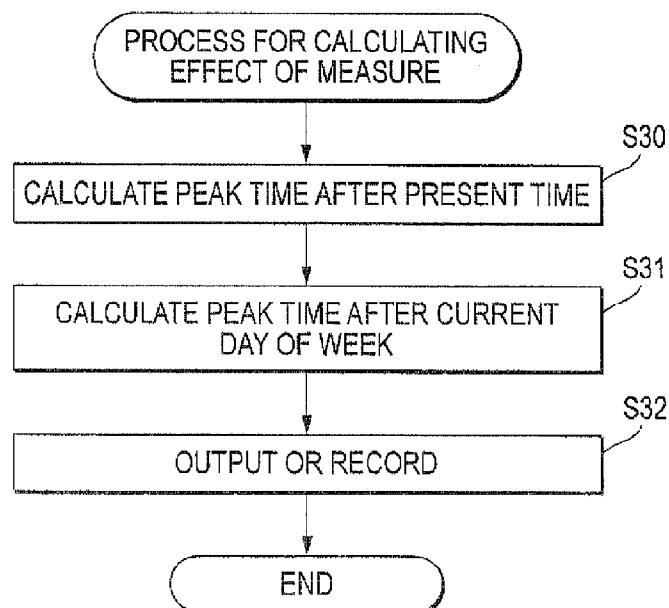 PROCESS FOR CALCULATING
EFFECT OF MEASURE
S30
CALCULATE PEAK TIME AFTER PRESENT TIME
S31
CALCULATE PEAK TIME AFTER CURRENT
DAY OF WEEK
S32
OUTPUT OR RECORD
END